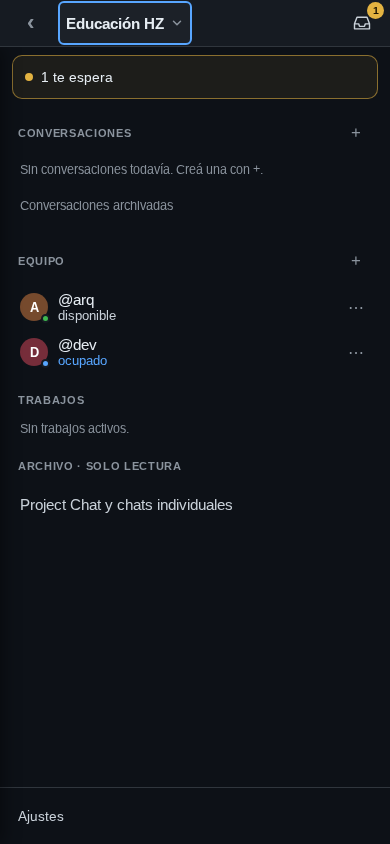 Educación HZ
1
1 te espera
CONVERSACIONES
+
Sin conversaciones todavía. Creá una con +.
Conversaciones archivadas
EQUIPO
+
A
@arq
disponible
...
D
@dev
ocupado
...
TRABAJOS
Sin trabajos activos.
ARCHIVO · SOLO LECTURA
Project Chat y chats individuales
Ajustes